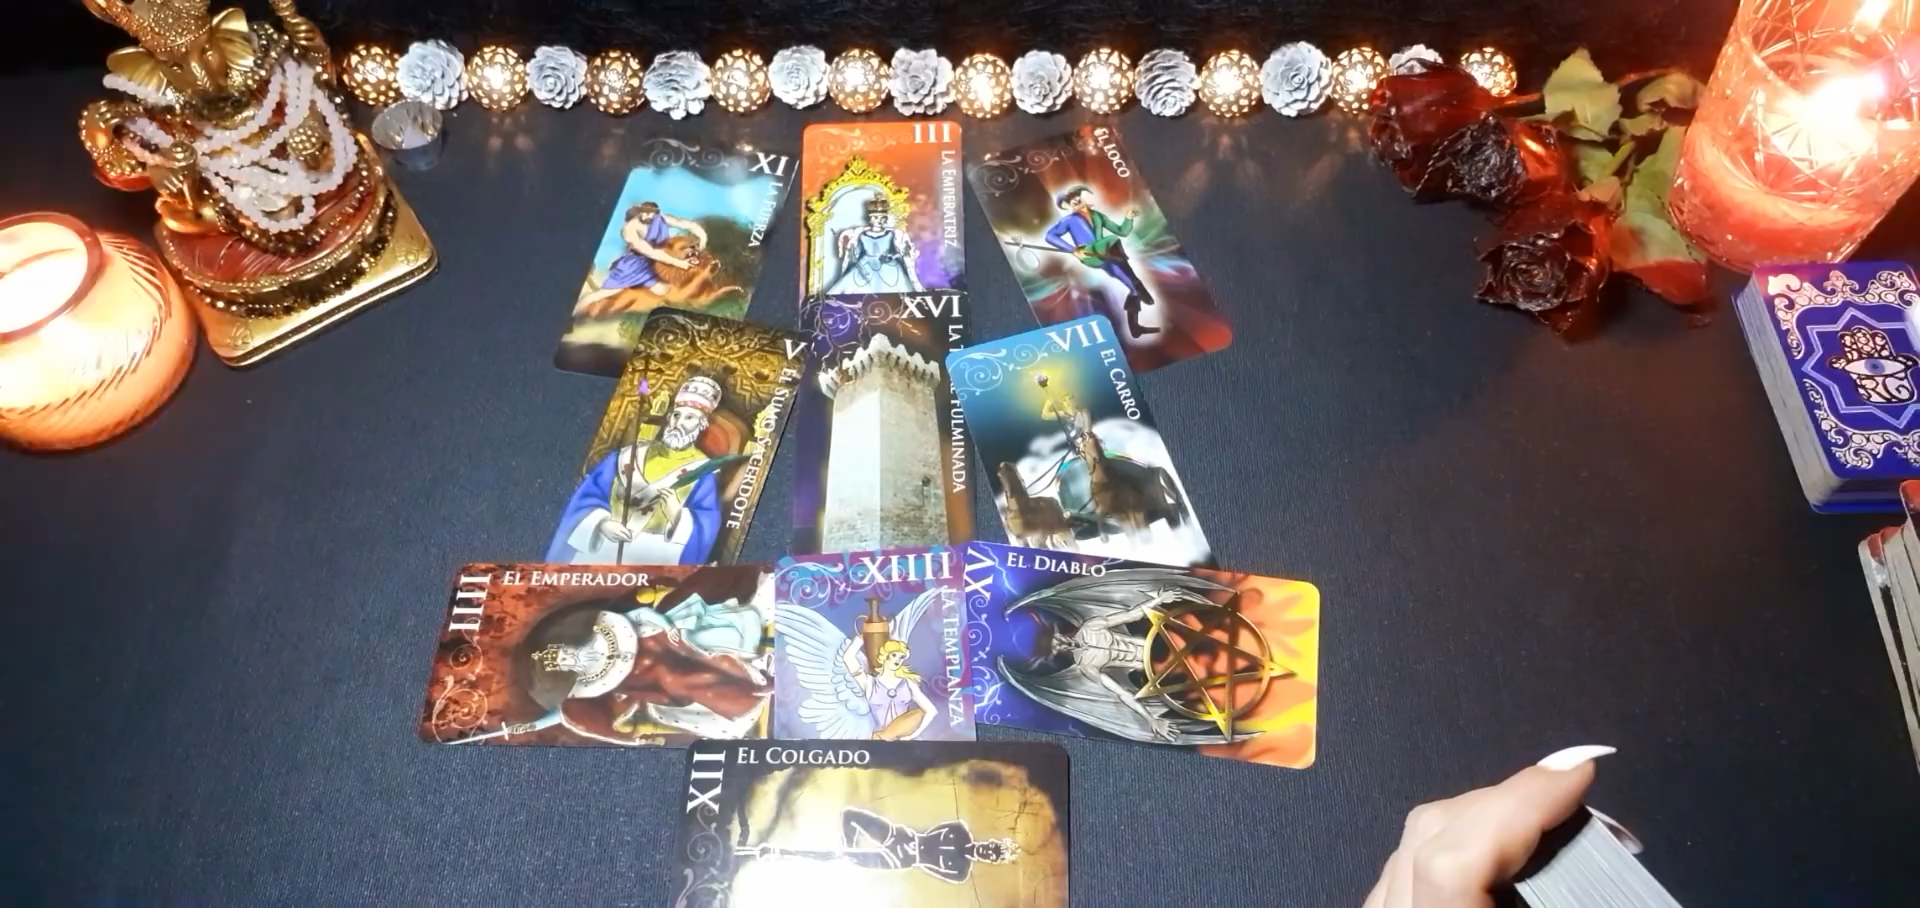 XI
LA FUERZA
III
LA EMPERATRIZ
EL LOCO
V
EL SUMO SACERDOTE
XVI
FULMINADA
VII
EL CARRO
IIII
EL EMPERADOR
XIIII
LA TEMPLANZA
XV
EL DIABLO
XII
EL COLGADO